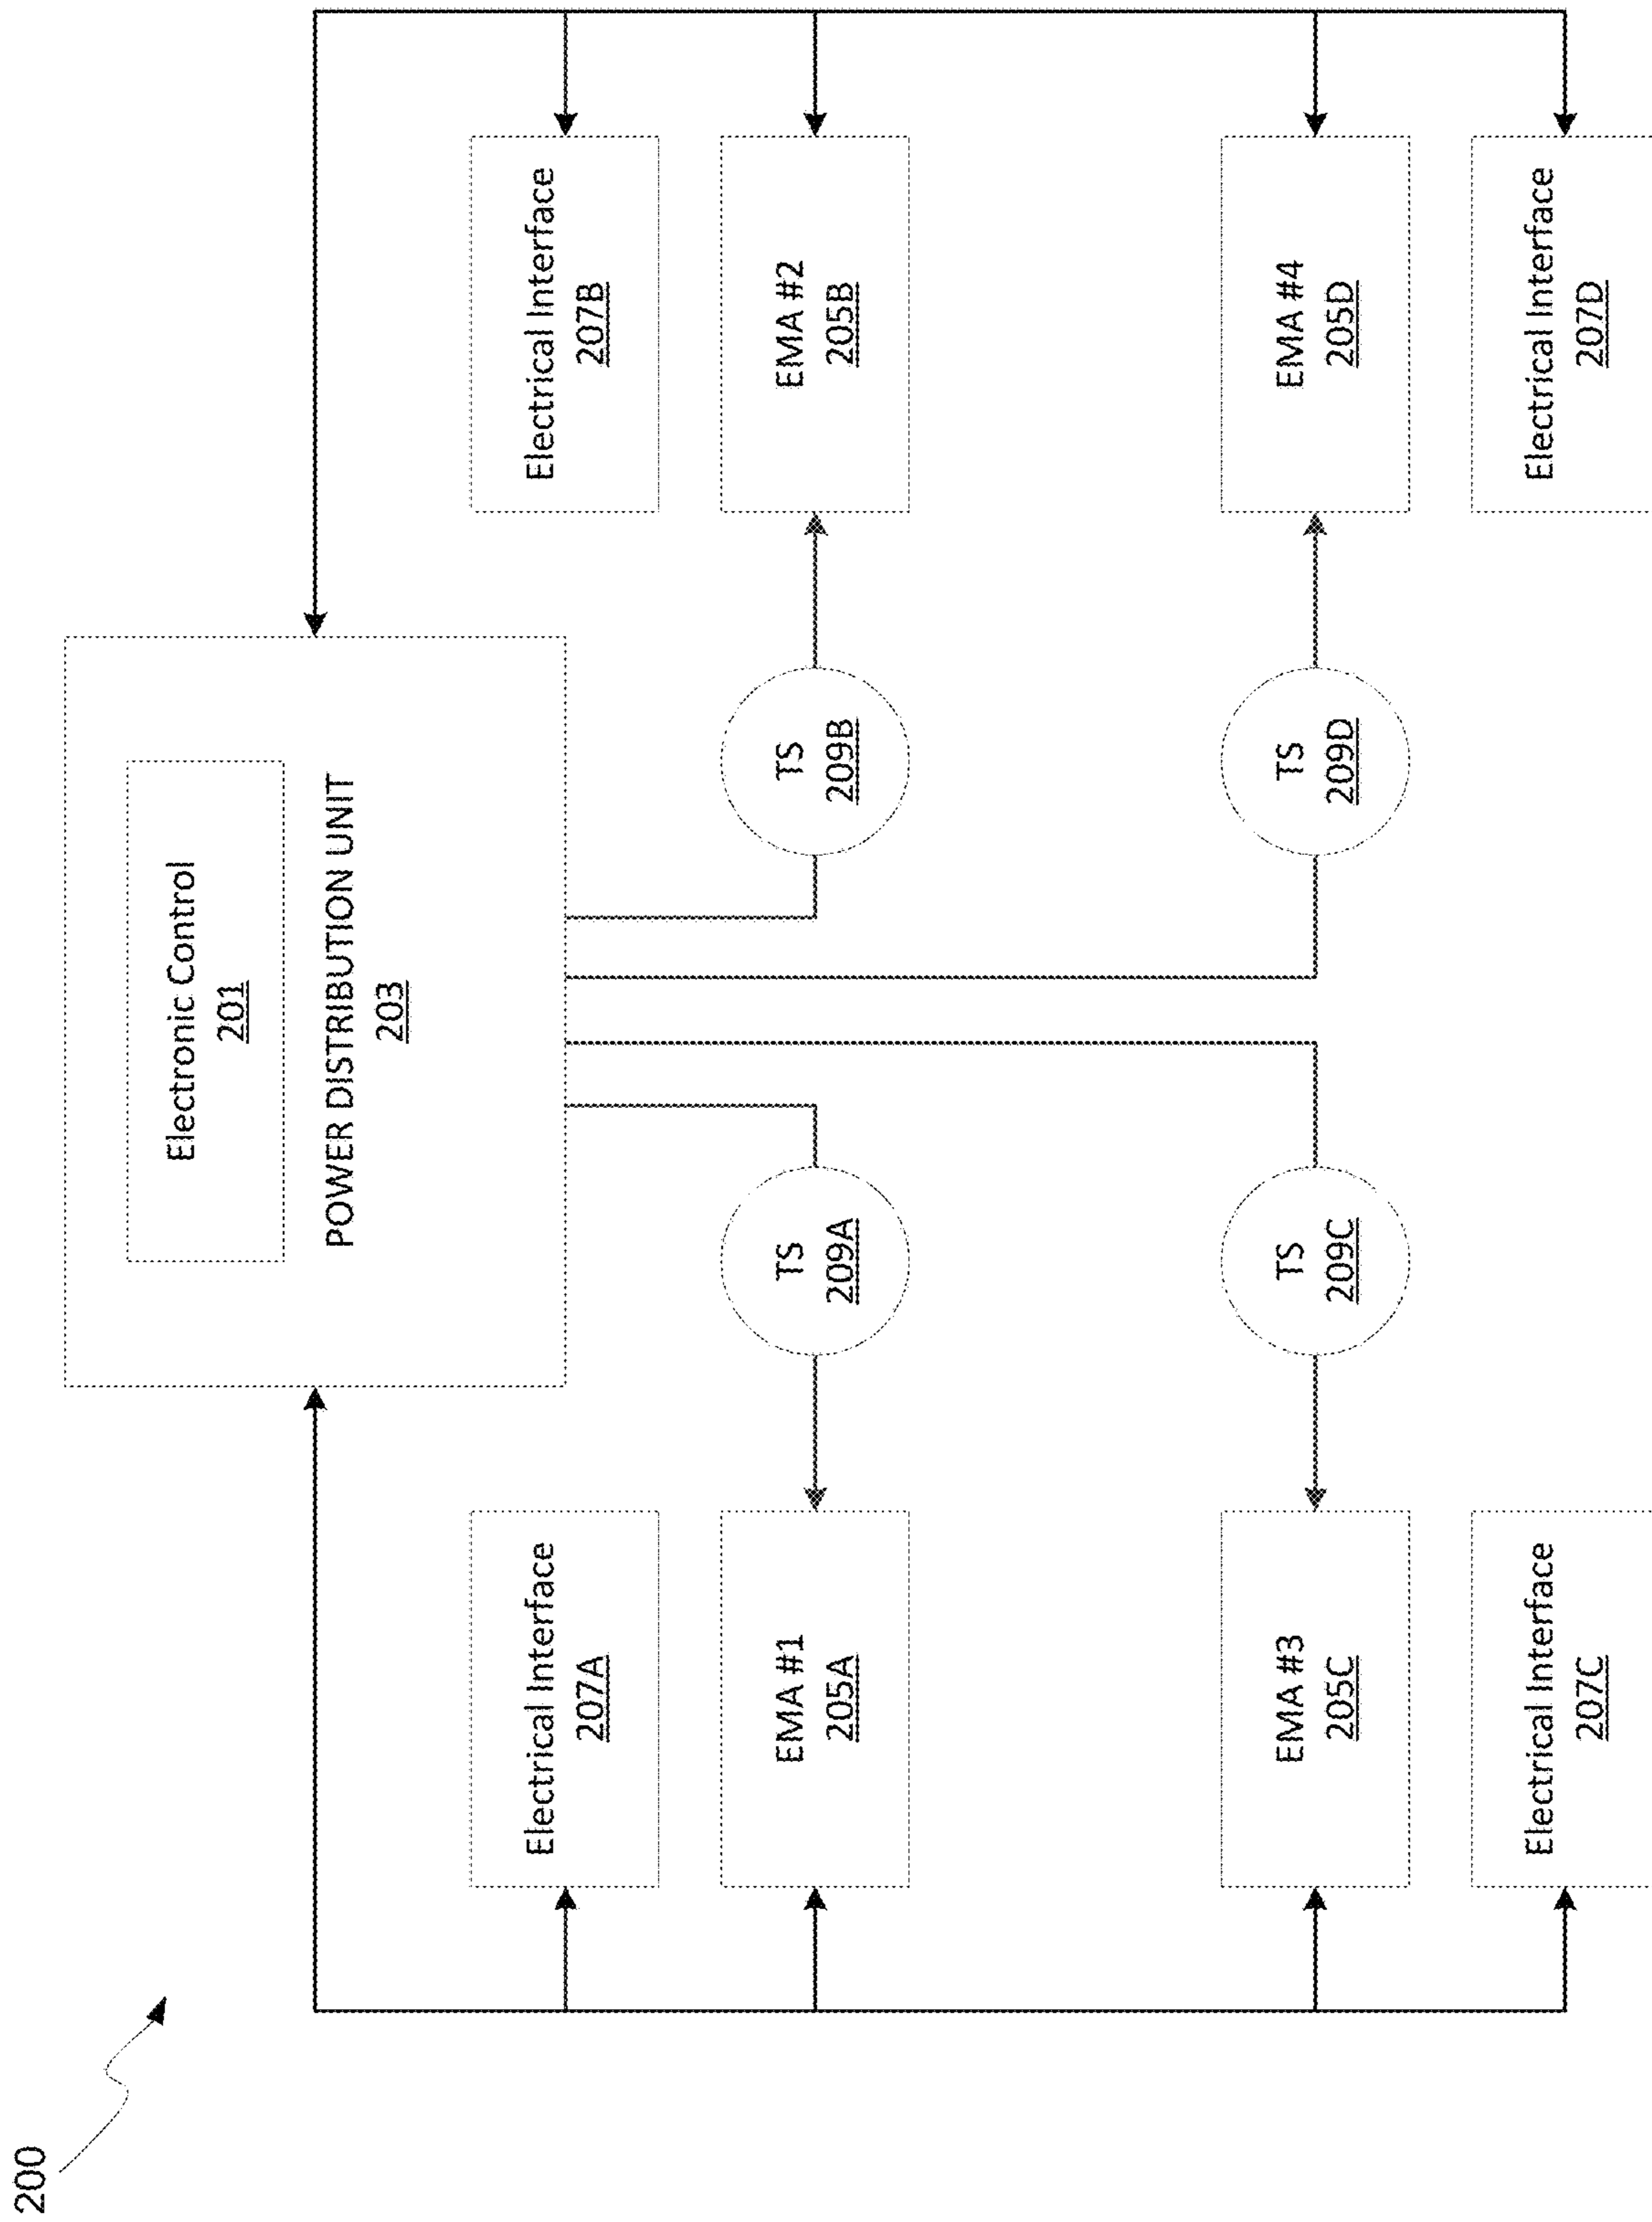 200
Electronic Control
201
POWER DISTRIBUTION UNIT
203
Electrical Interface
207A
Electrical Interface
207B
EMA #1
205A
TS
209A
TS
209B
EMA #2
205B
EMA #3
205C
TS
209C
TS
209D
EMA #4
205D
Electrical Interface
207C
Electrical Interface
207D